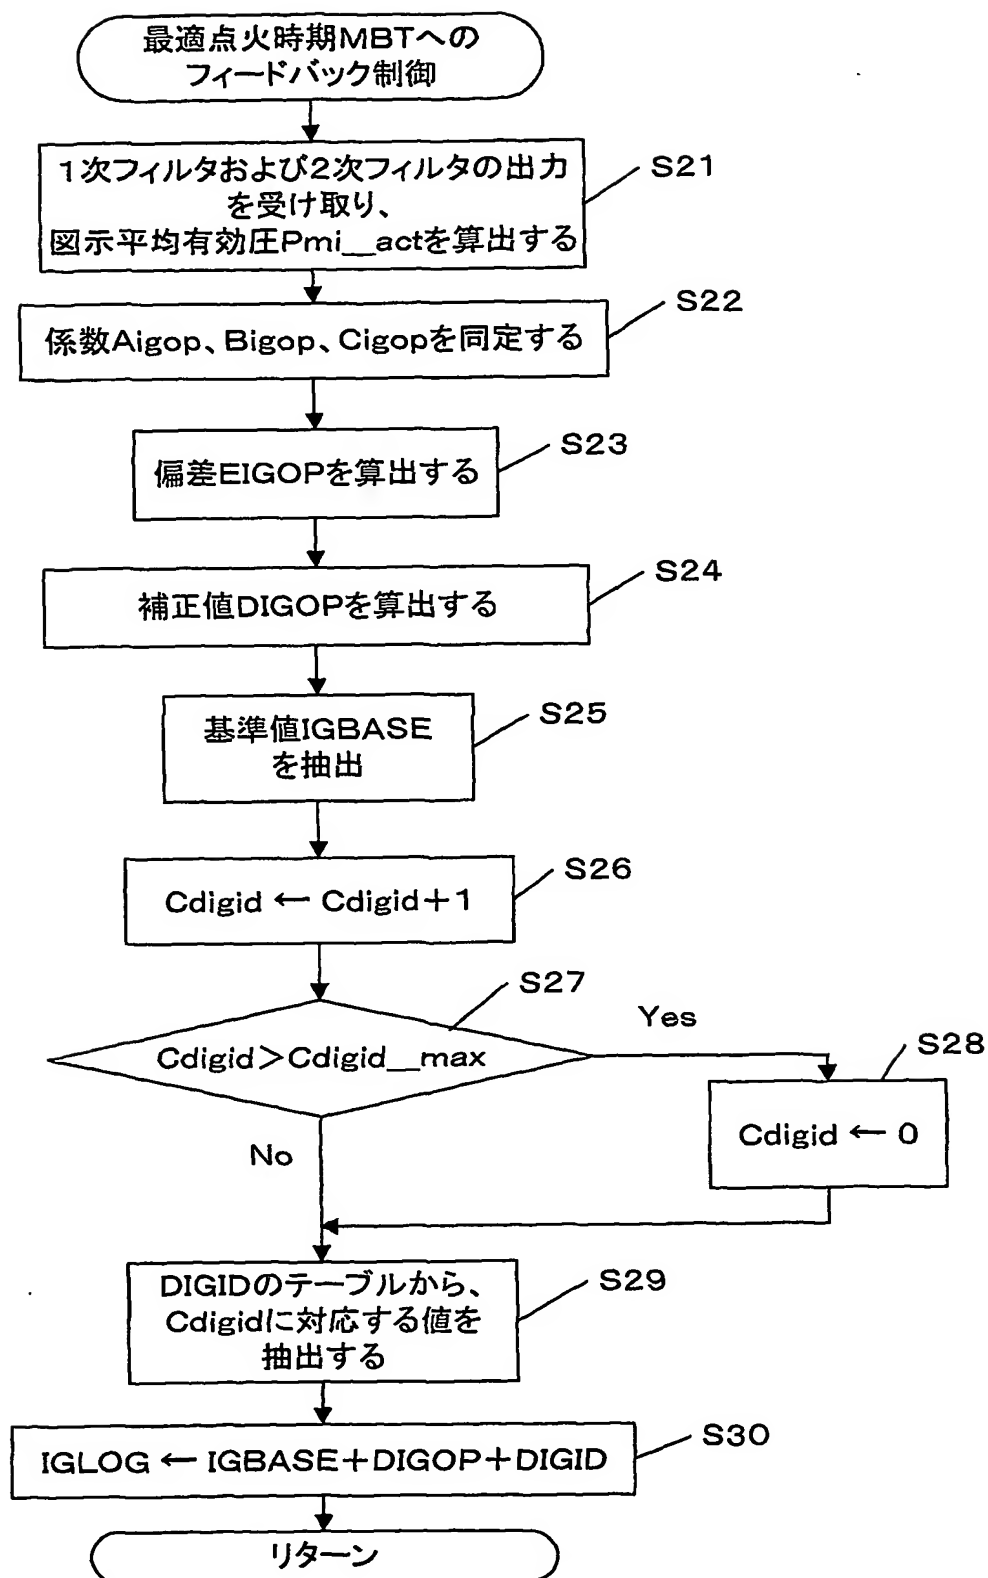 最適点火時期MBTへの
フィードバック制御
1次フィルタおよび2次フィルタの出力
を受け取り、
図示平均有効圧Pmi__actを算出する
S21
係数Aigop、Bigop、Cigopを同定する
S22
偏差EIGOPを算出する
S23
補正値DIGOPを算出する
S24
基準値IGBASE
を抽出
S25
Cdigid ← Cdigid＋1
S26
Cdigid＞Cdigid__max
S27
Yes
No
Cdigid ← 0
S28
DIGIDのテーブルから、
Cdigidに対応する値を
抽出する
S29
IGLOG ← IGBASE＋DIGOP＋DIGID
S30
リターン